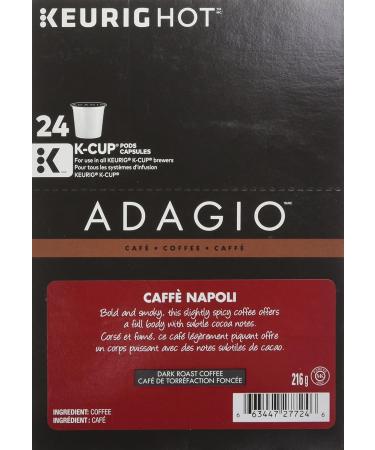 KEURIG HOT
24
K-CUP® PODS
CAPSULES
For use in all KEURIG® K-CUP® brewers
Pour tous les systèmes d'infusion
KEURIG® K-CUP®
ADAGIO
CAFÉ • COFFEE • CAFFÈ
CAFFÈ NAPOLI
Bold and smoky, this slightly spicy coffee offers
a full body with subtle cocoa notes.
Corsé et fumé, ce café légèrement piquant offre
un corps puissant avec des notes subtiles de cacao.
DARK ROAST COFFEE
CAFÉ DE TORRÉFACTION FONCÉE
216 g
INGREDIENT: COFFEE
INGRÉDIENT : CAFÉ
6 63447 27724 6